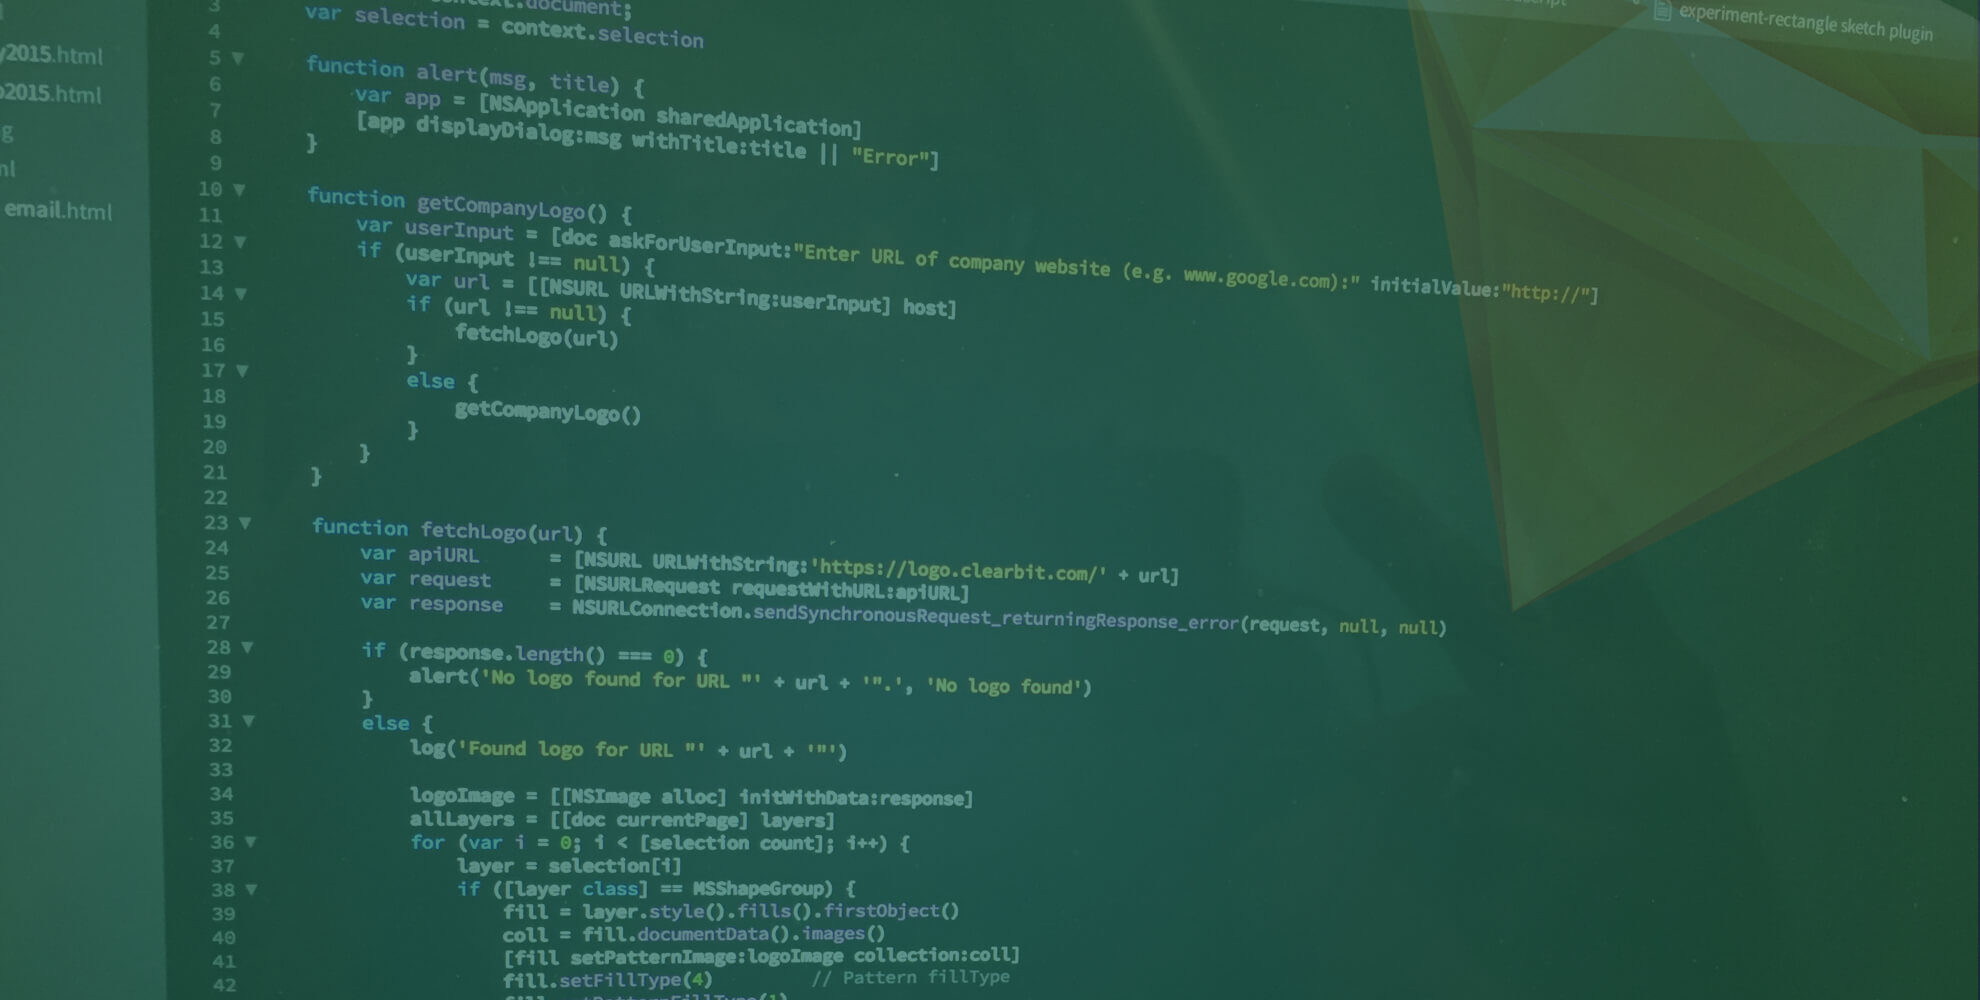 experiment-rectangle sketch plugin
2015.html
2015.html
email.html
3 document;
4 var selection = context.selection
5
6 function alert(msg, title) {
7 var app = [NSApplication sharedApplication]
8 [app displayDialog:msg withTitle:title || "Error"]
9 }
10
11 function getCompanyLogo() {
12 var userInput = [doc askForUserInput:"Enter URL of company website (e.g. www.google.com):" initialValue:"http://"]
13 if (userInput !== null) {
14 var url = [[NSURL URLWithString:userInput] host]
15 if (url !== null) {
16 fetchLogo(url)
17 }
18 else {
19 getCompanyLogo()
20 }
21 }
22 }
23
24 function fetchLogo(url) {
25 var apiURL = [NSURL URLWithString:'https://logo.clearbit.com/' + url]
26 var request = [NSURLRequest requestWithURL:apiURL]
27 var response = NSURLConnection.sendSynchronousRequest_returningResponse_error(request, null, null)
28
29 if (response.length() === 0) {
30 alert('No logo found for URL "' + url + '".', 'No logo found')
31 }
32 else {
33 log('Found logo for URL "' + url + '"')
34
35 logoImage = [[NSImage alloc] initWithData:response]
36 allLayers = [[doc currentPage] layers]
37 for (var i = 0; i < [selection count]; i++) {
38 layer = selection[i]
39 if ([layer class] == MSShapeGroup) {
40 fill = layer.style().fills().firstObject()
41 coll = fill.documentData().images()
42 [fill setPatternImage:logoImage collection:coll]
fill.setFillType(4) // Pattern fillType